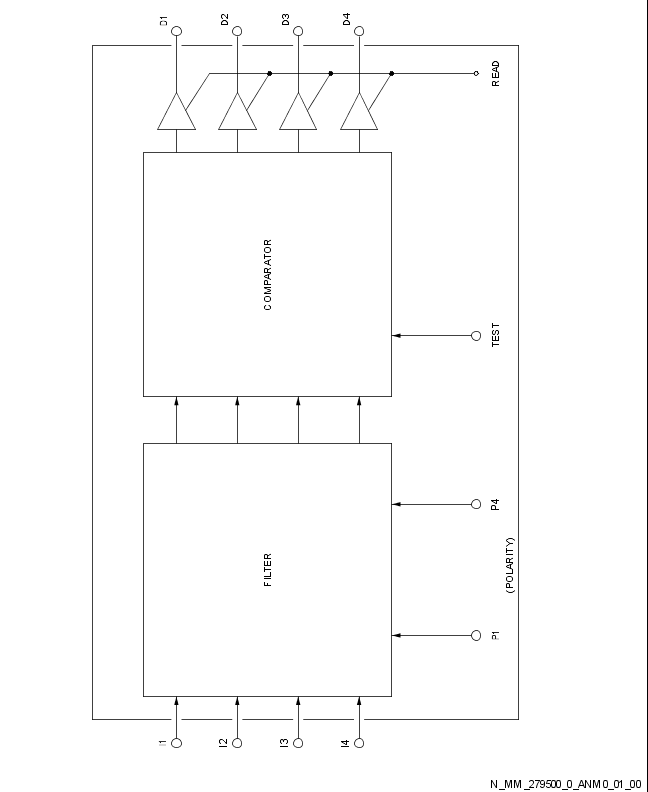 D1
D2
D3
D4
READ
COMPARATOR
TEST
P4
(POLARITY)
FILTER
P1
I1
I2
I3
I4
N_MM_279500_0_ANM0_01_00